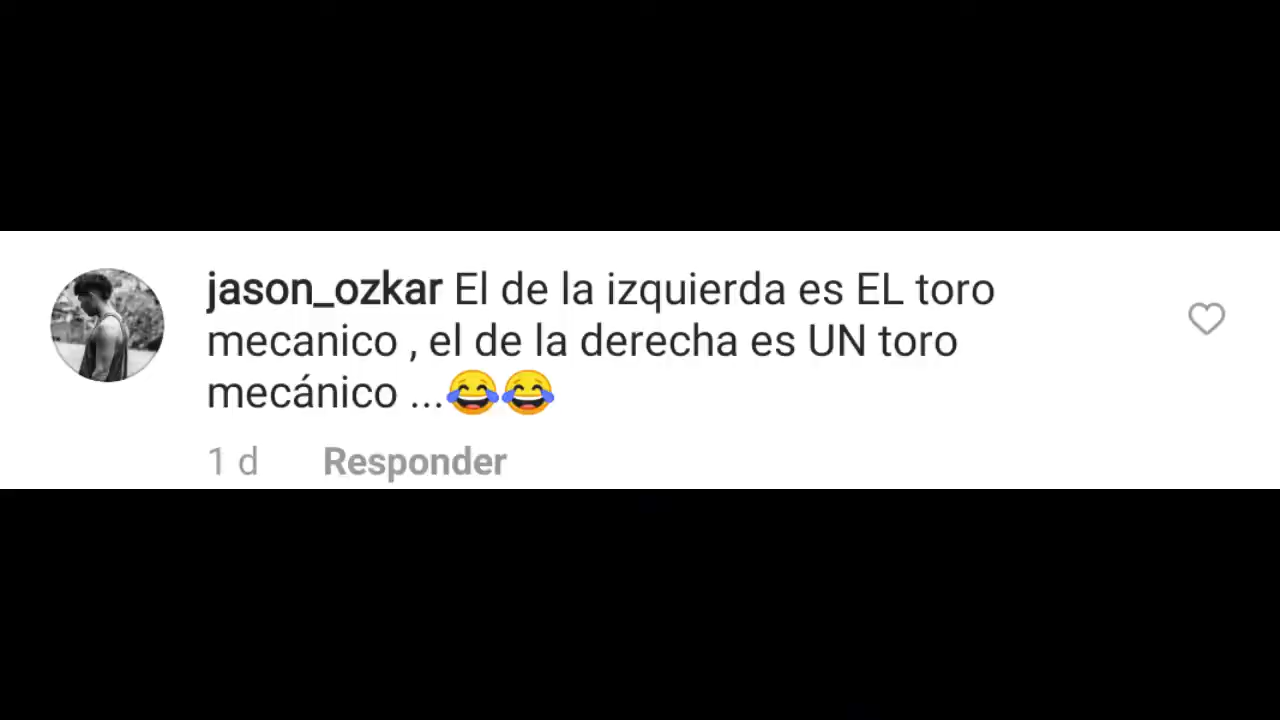 jason_ozkar El de la izquierda es EL toro
mecanico , el de la derecha es UN toro
mecánico ...😂😂
1 d Responder